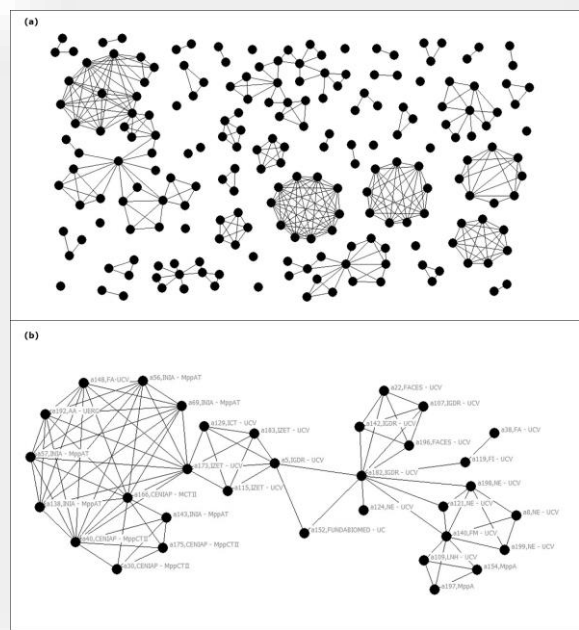 (a)
(b)
a148,FA-UCV
a56,INIA - MppAT
a69,INIA - MppAT
a192,AA - UERG
a129,ICT - UCV
a183,IZET - UCV
a57,INIA - MppAT
a173,IZET - UCV
a5,IGDR - UCV
a115,IZET - UCV
a166,CENIAP - MCTII
a138,INIA - MppAT
a143,INIA - MppAT
a40,CENIAP - MppCTII
a175,CENIAP - MppCTII
a30,CENIAP - MppCTII
a152,FUNDABIOMED - UC
a22,FACES - UCV
a157,IGDR - UCV
a142,IGDR - UCV
a196,FACES - UCV
a38,FA - UCV
a119,FI - UCV
a182,IGDR - UCV
a198,NE - UCV
a124,NE - UCV
a121,NE - UCV
a8,NE - UCV
a140,FM - UCV
a199,NE - UCV
a109,LNH - UCV
a194,MppA
a197,MppA